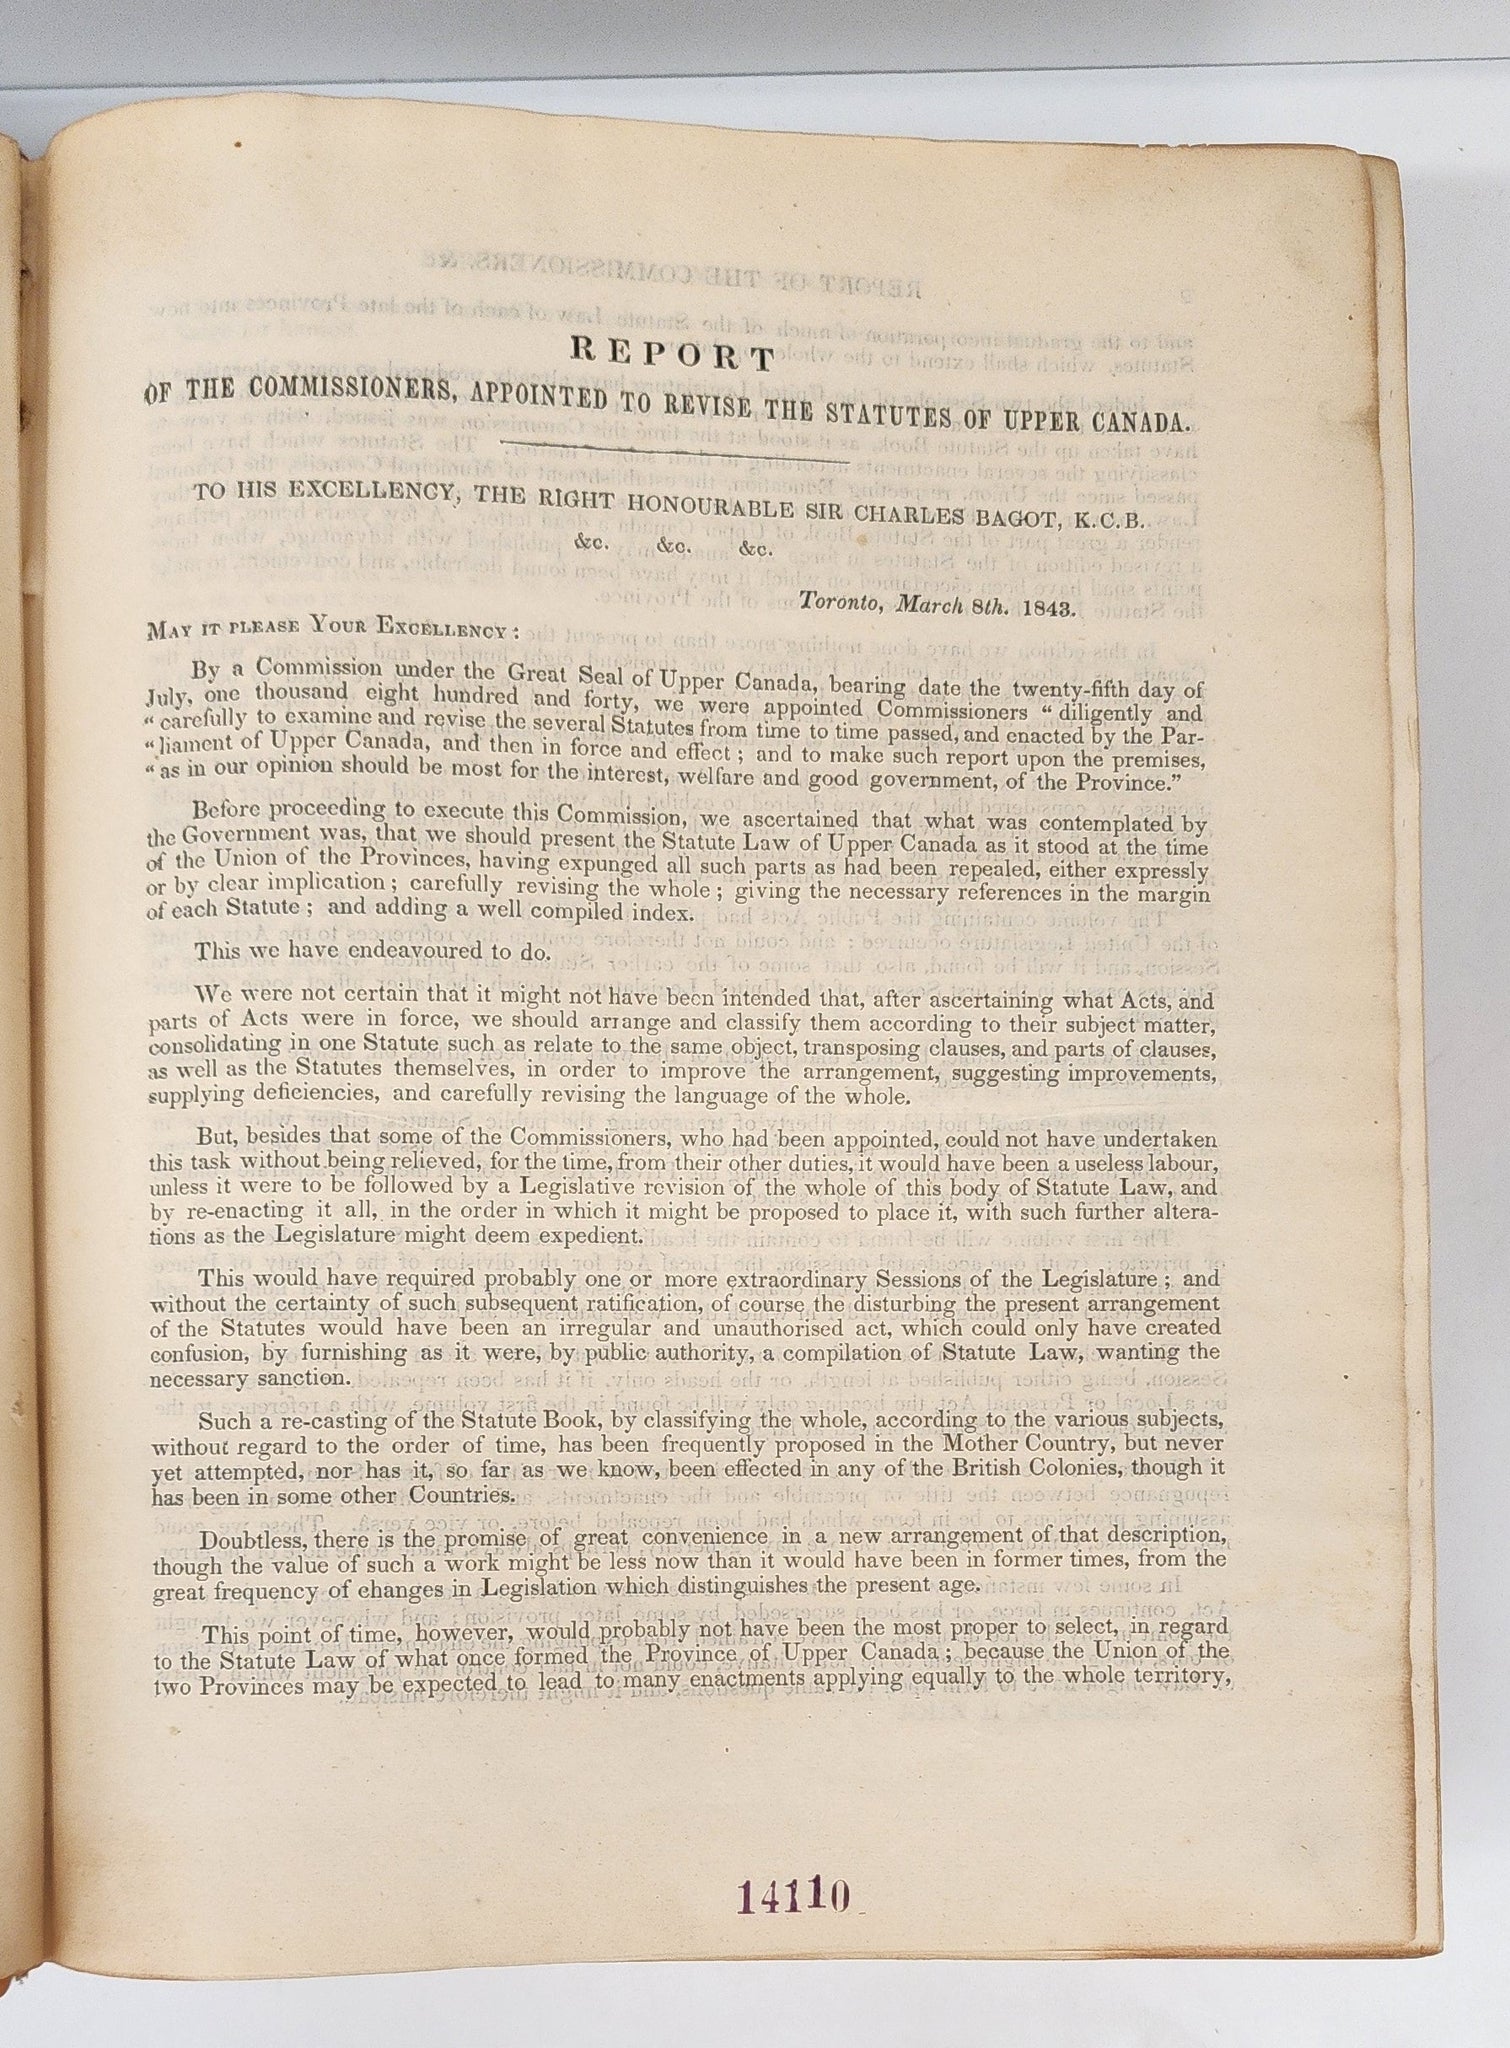 REPORT
OF THE COMMISSIONERS, APPOINTED TO REVISE THE STATUTES OF UPPER CANADA.
TO HIS EXCELLENCY, THE RIGHT HONOURABLE SIR CHARLES BAGOT, K.C.B.
&c. &c. &c.
Toronto, March 8th. 1843.
MAY IT PLEASE YOUR EXCELLENCY:
By a Commission under the Great Seal of Upper Canada, bearing date the twenty-fifth day of
July, one thousand eight hundred and forty, we were appointed Commissioners “ diligently and
“ carefully to examine and revise the several Statutes from time to time passed, and enacted by the Par-
“ liament of Upper Canada, and then in force and effect ; and to make such report upon the premises,
“ as in our opinion should be most for the interest, welfare and good government, of the Province.”
Before proceeding to execute this Commission, we ascertained that what was contemplated by
the Government was, that we should present the Statute Law of Upper Canada as it stood at the time
of the Union of the Provinces, having expunged all such parts as had been repealed, either expressly
or by clear implication ; carefully revising the whole ; giving the necessary references in the margin
of each Statute ; and adding a well compiled index.
This we have endeavoured to do.
We were not certain that it might not have been intended that, after ascertaining what Acts, and
parts of Acts were in force, we should arrange and classify them according to their subject matter,
consolidating in one Statute such as relate to the same object, transposing clauses, and parts of clauses,
as well as the Statutes themselves, in order to improve the arrangement, suggesting improvements,
supplying deficiencies, and carefully revising the language of the whole.
But, besides that some of the Commissioners, who had been appointed, could not have undertaken
this task without being relieved, for the time, from their other duties, it would have been a useless labour,
unless it were to be followed by a Legislative revision of the whole of this body of Statute Law, and
by re-enacting it all, in the order in which it might be proposed to place it, with such further altera-
tions as the Legislature might deem expedient.
This would have required probably one or more extraordinary Sessions of the Legislature ; and
without the certainty of such subsequent ratification, of course the disturbing the present arrangement
of the Statutes would have been an irregular and unauthorised act, which could only have created
confusion, by furnishing as it were, by public authority, a compilation of Statute Law, wanting the
necessary sanction.
Such a re-casting of the Statute Book, by classifying the whole, according to the various subjects,
without regard to the order of time, has been frequently proposed in the Mother Country, but never
yet attempted, nor has it, so far as we know, been effected in any of the British Colonies, though it
has been in some other Countries.
Doubtless, there is the promise of great convenience in a new arrangement of that description,
though the value of such a work might be less now than it would have been in former times, from the
great frequency of changes in Legislation which distinguishes the present age.
This point of time, however, would probably not have been the most proper to select, in regard
to the Statute Law of what once formed the Province of Upper Canada ; because the Union of the
two Provinces may be expected to lead to many enactments applying equally to the whole territory,
14110